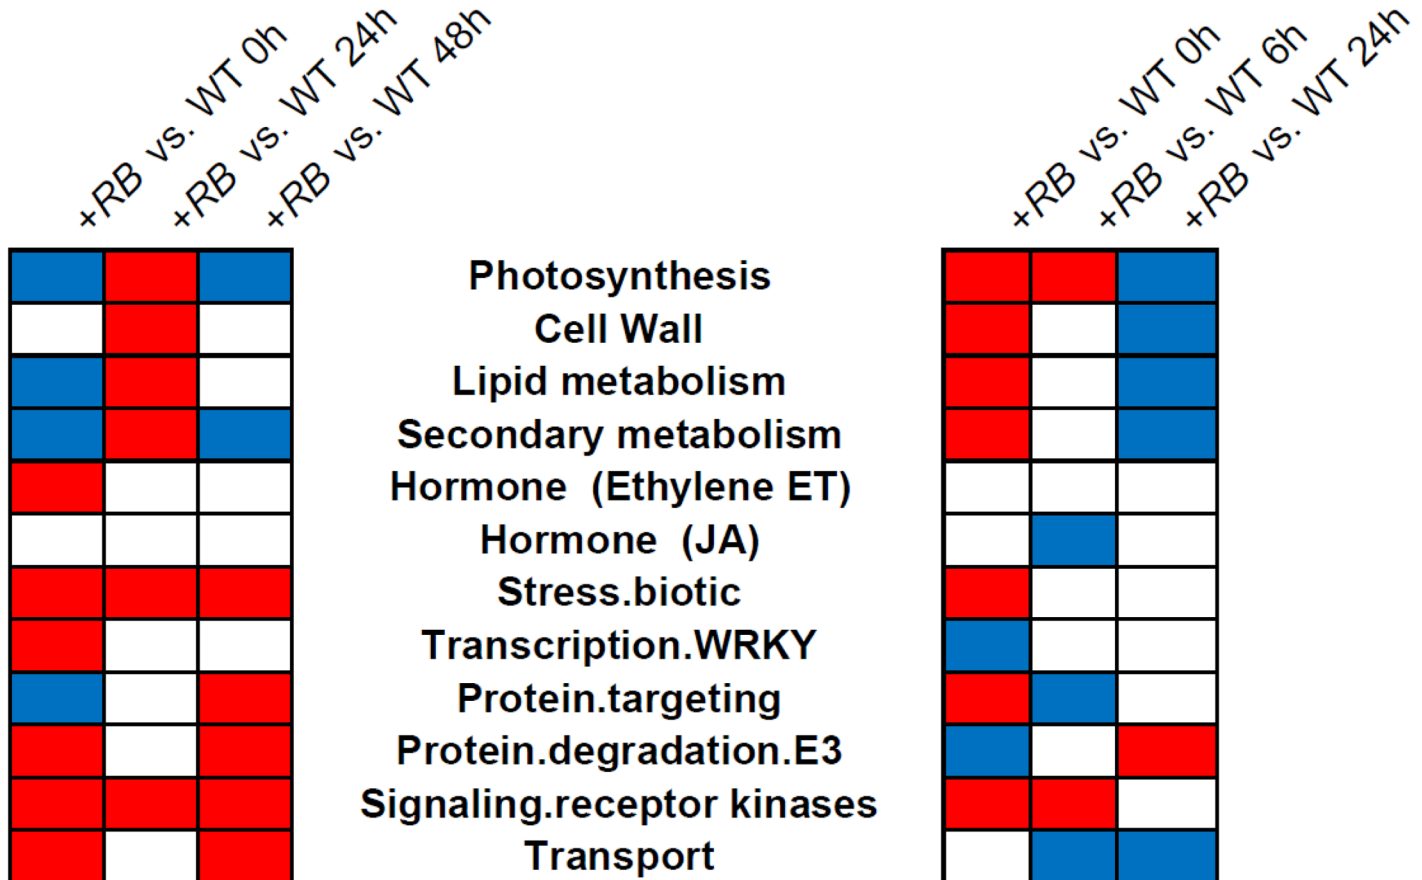 +RB vs. WT 0h
+RB vs. WT 24h
+RB vs. WT 48h
+RB vs. WT 0h
+RB vs. WT 6h
+RB vs. WT 24h
Photosynthesis
Cell Wall
Lipid metabolism
Secondary metabolism
Hormone (Ethylene ET)
Hormone (JA)
Stress.biotic
Transcription.WRKY
Protein.targeting
Protein.degradation.E3
Signaling.receptor kinases
Transport